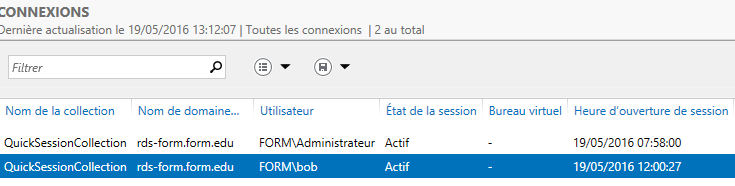 CONNEXIONS
Dernière actualisation le 19/05/2016 13:12:07 | Toutes les connexions | 2 au total
Filtrer
Nom de la collection Nom de domaine... Utilisateur État de la session Bureau virtuel Heure d'ouverture de session
QuickSessionCollection rds-form.form.edu FORM\Administrateur Actif - 19/05/2016 07:58:00
QuickSessionCollection rds-form.form.edu FORM\bob Actif - 19/05/2016 12:00:27